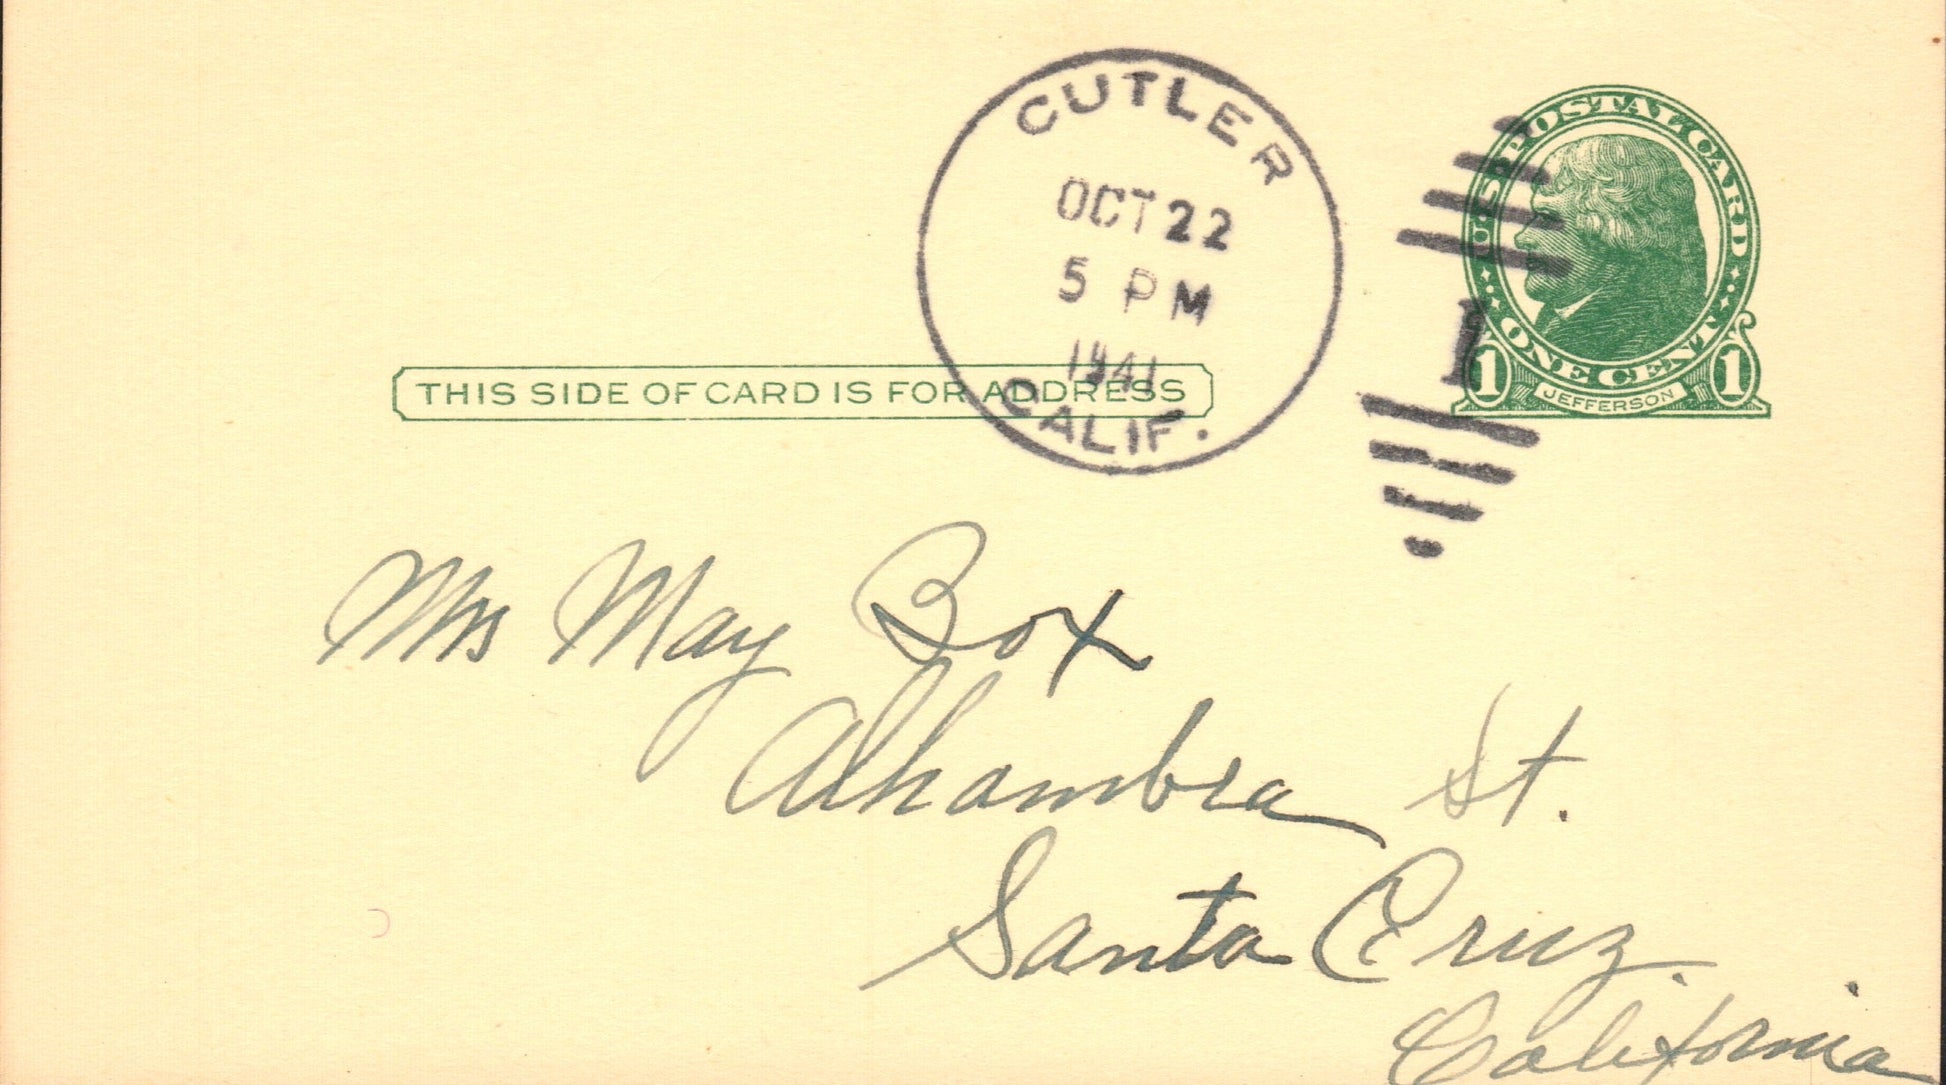 CUTLER
OCT 22
5 PM
1941
CALIF.
U.S. POSTAL CARD
1
ONE CENT
1 JEFFERSON 1
THIS SIDE OF CARD IS FOR ADDRESS
Mrs May Box
Alhambra St.
Santa Cruz.
California